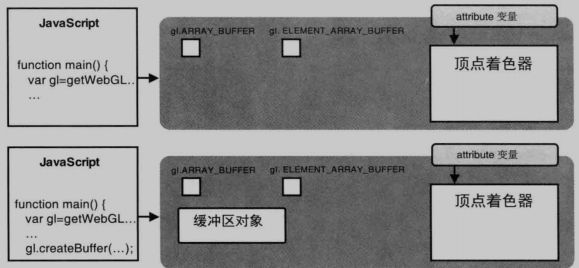 JavaScript
function main() {
var gl=getWebGL...
...
gl.ARRAY_BUFFER
gl. ELEMENT_ARRAY_BUFFER
attribute 变量
顶点着色器
JavaScript
function main() {
var gl=getWebGL...
...
gl.createBuffer(...);
gl.ARRAY_BUFFER
gl. ELEMENT_ARRAY_BUFFER
缓冲区对象
attribute 变量
顶点着色器